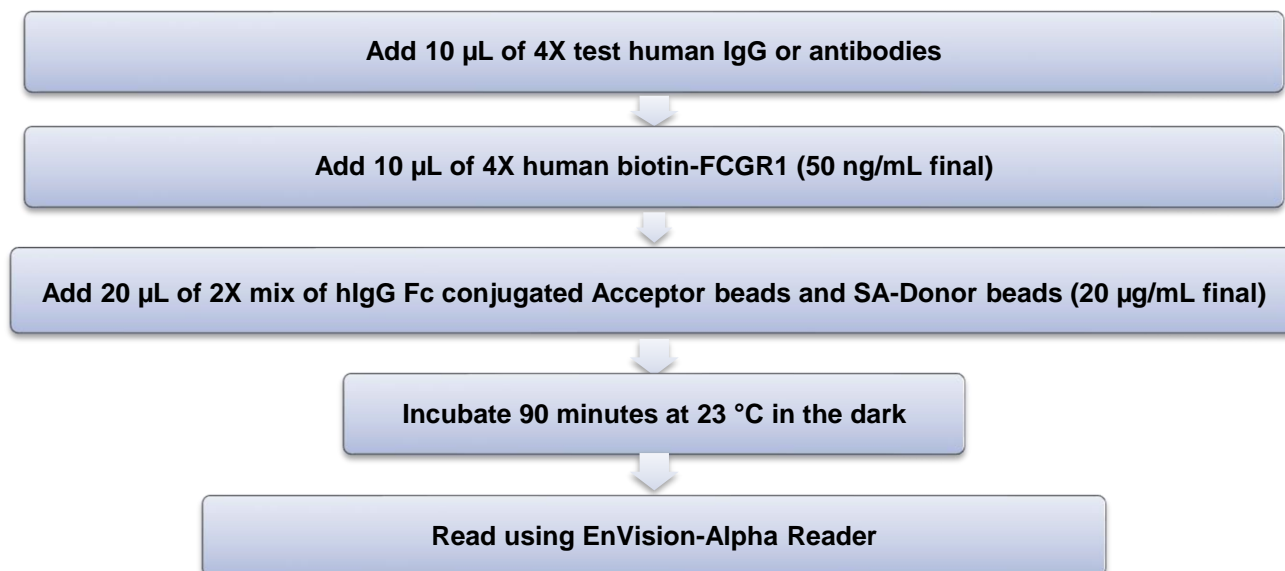 Add 10 µL of 4X test human IgG or antibodies
Add 10 µL of 4X human biotin-FCGR1 (50 ng/mL final)
Add 20 µL of 2X mix of hIgG Fc conjugated Acceptor beads and SA-Donor beads (20 µg/mL final)
Incubate 90 minutes at 23 °C in the dark
Read using EnVision-Alpha Reader